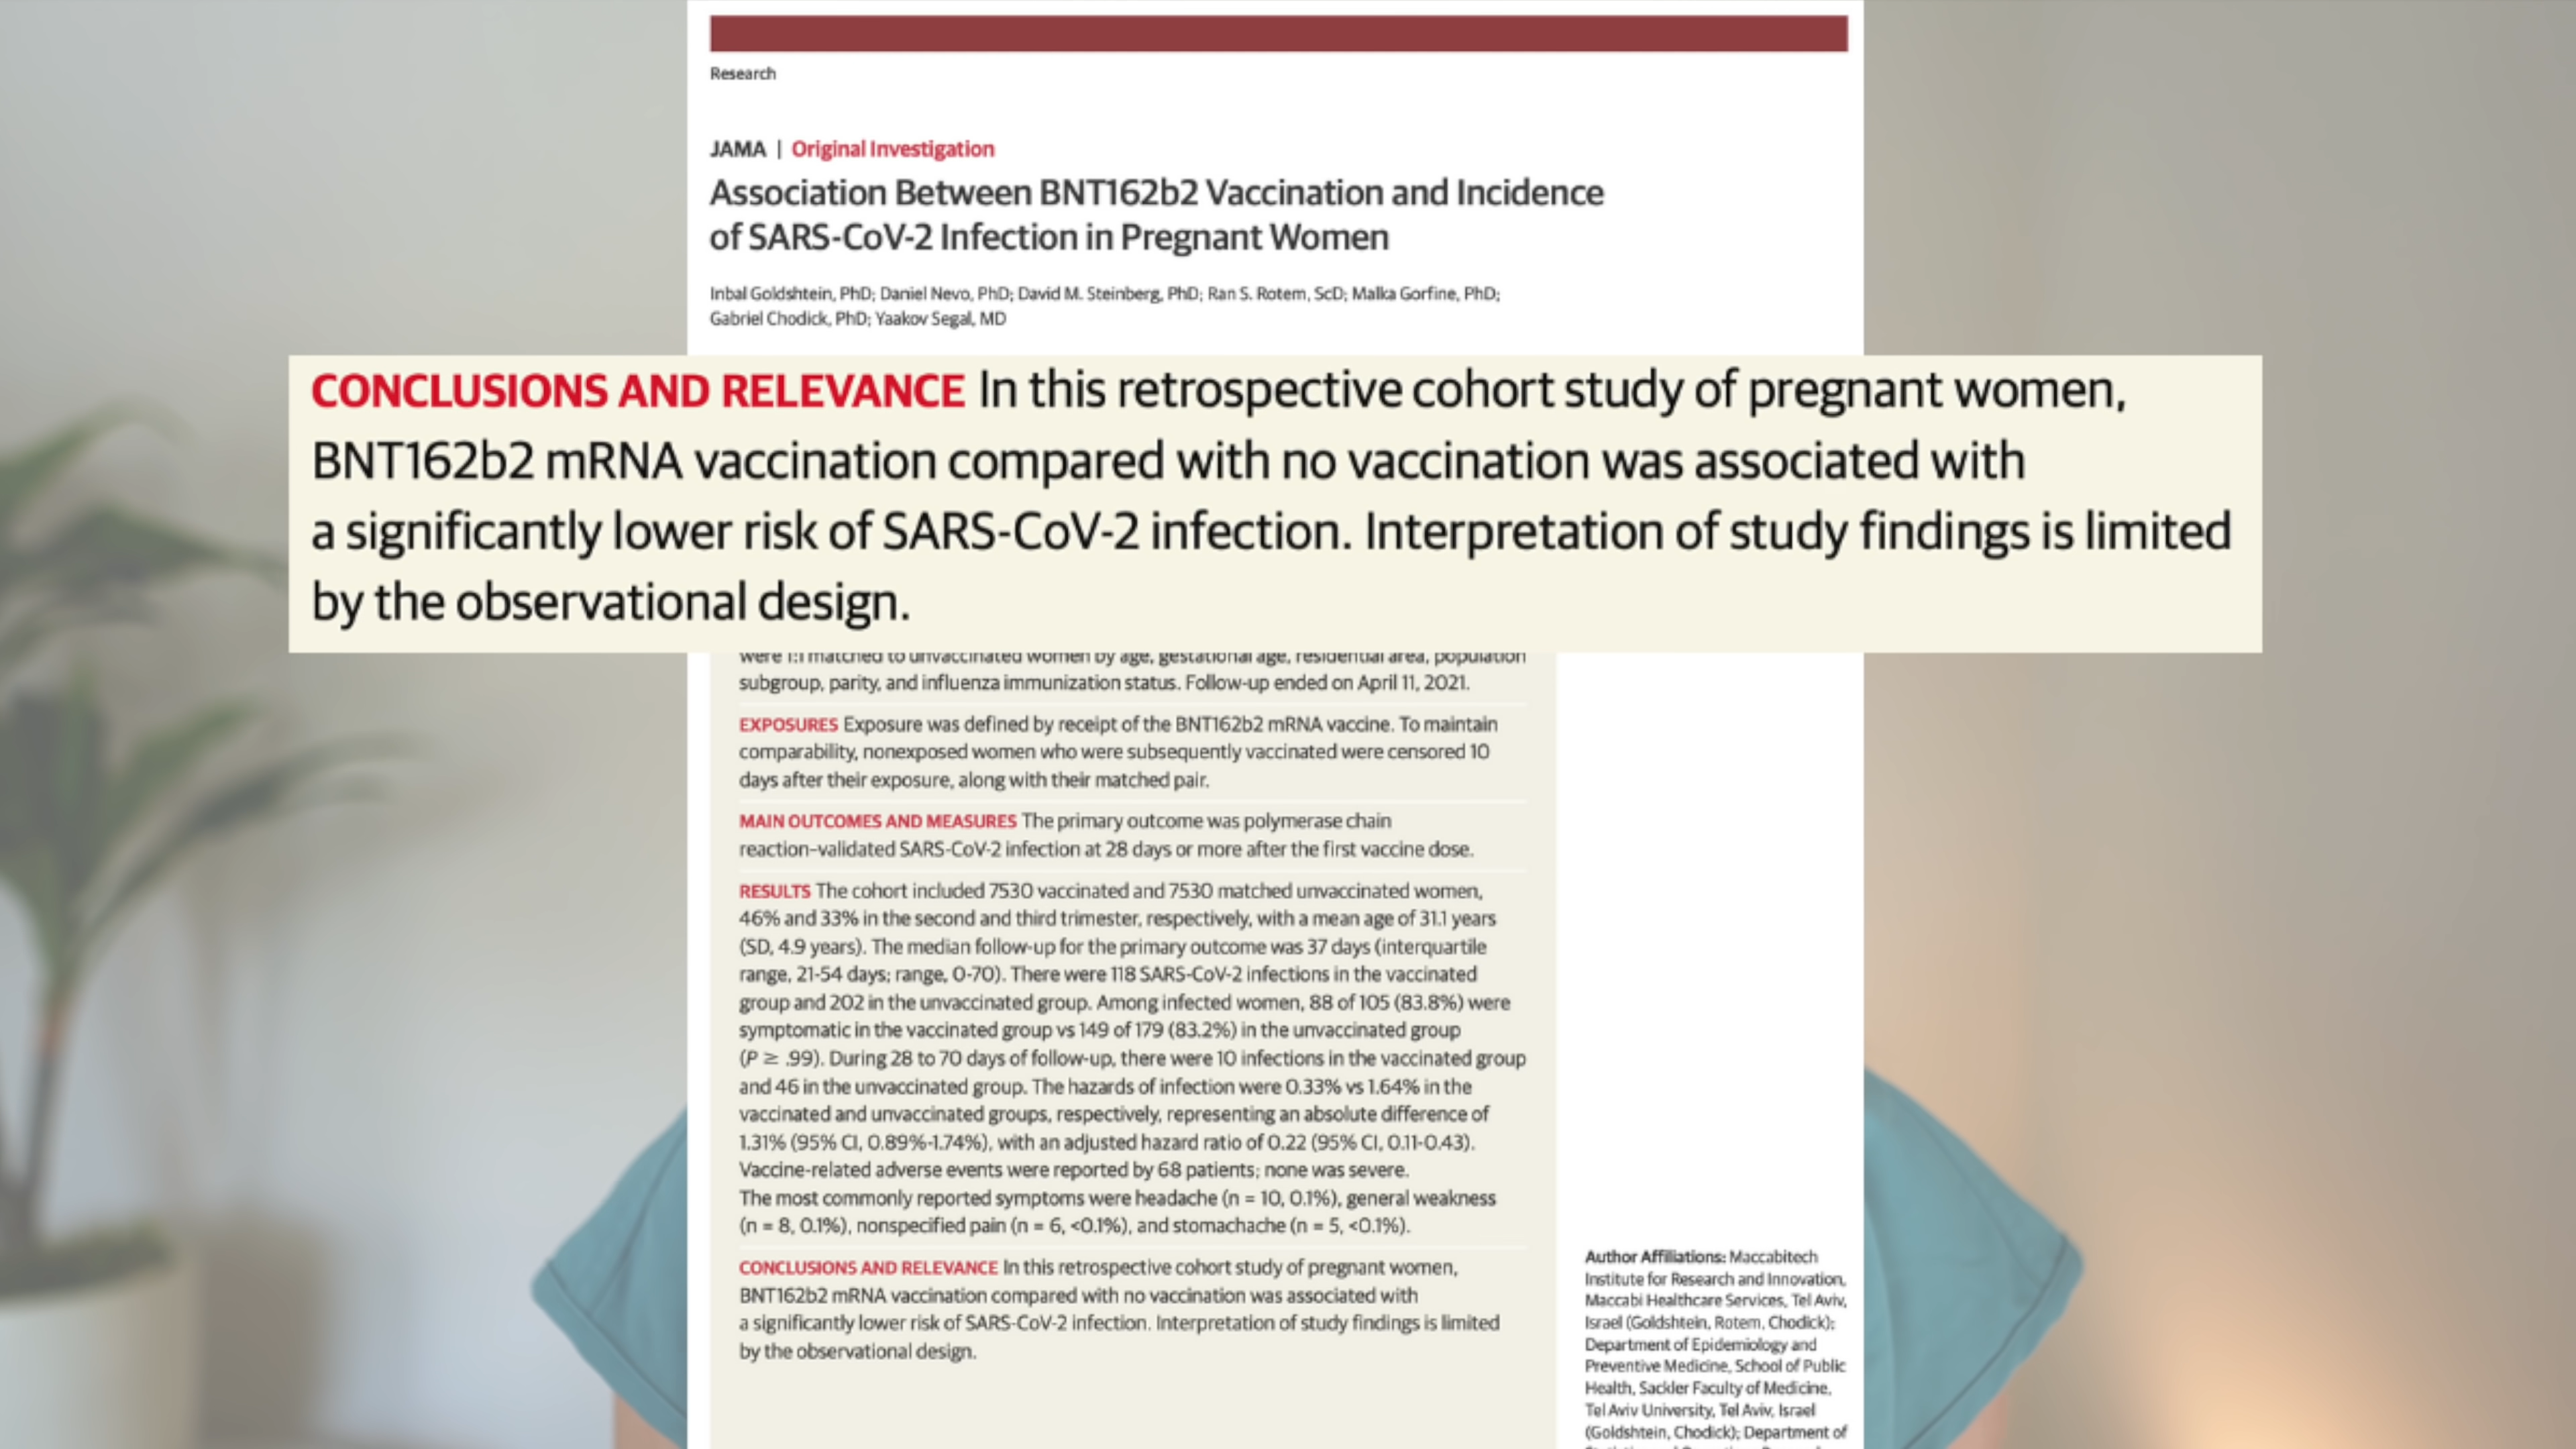 Research
JAMA | Original Investigation
Association Between BNT162b2 Vaccination and Incidence
of SARS-CoV-2 Infection in Pregnant Women
Inbal Goldshtein, PhD; Daniel Nevo, PhD; David M. Steinberg, PhD; Ran S. Rotem, ScD; Malka Gorfine, PhD;
Gabriel Chodick, PhD; Yaakov Segal, MD
CONCLUSIONS AND RELEVANCE In this retrospective cohort study of pregnant women,
BNT162b2 mRNA vaccination compared with no vaccination was associated with
a significantly lower risk of SARS-CoV-2 infection. Interpretation of study findings is limited
by the observational design.
were 1:1 matched to unvaccinated women by age, gestational age, residential area, population
subgroup, parity, and influenza immunization status. Follow-up ended on April 11, 2021.
EXPOSURES Exposure was defined by receipt of the BNT162b2 mRNA vaccine. To maintain
comparability, nonexposed women who were subsequently vaccinated were censored 10
days after their exposure, along with their matched pair.
MAIN OUTCOMES AND MEASURES The primary outcome was polymerase chain
reaction–validated SARS-CoV-2 infection at 28 days or more after the first vaccine dose.
RESULTS The cohort included 7530 vaccinated and 7530 matched unvaccinated women,
46% and 33% in the second and third trimester, respectively, with a mean age of 31.1 years
(SD, 4.9 years). The median follow-up for the primary outcome was 37 days (interquartile
range, 21-54 days; range, 0-70). There were 118 SARS-CoV-2 infections in the vaccinated
group and 202 in the unvaccinated group. Among infected women, 88 of 105 (83.8%) were
symptomatic in the vaccinated group vs 149 of 179 (83.2%) in the unvaccinated group
(P ≥ .99). During 28 to 70 days of follow-up, there were 10 infections in the vaccinated group
and 46 in the unvaccinated group. The hazards of infection were 0.33% vs 1.64% in the
vaccinated and unvaccinated groups, respectively, representing an absolute difference of
1.31% (95% CI, 0.89%-1.74%), with an adjusted hazard ratio of 0.22 (95% CI, 0.11-0.43).
Vaccine-related adverse events were reported by 68 patients; none was severe.
The most commonly reported symptoms were headache (n = 10, 0.1%), general weakness
(n = 8, 0.1%), nonspecified pain (n = 6, <0.1%), and stomachache (n = 5, <0.1%).
CONCLUSIONS AND RELEVANCE In this retrospective cohort study of pregnant women,
BNT162b2 mRNA vaccination compared with no vaccination was associated with
a significantly lower risk of SARS-CoV-2 infection. Interpretation of study findings is limited
by the observational design.
Author Affiliations: Maccabitech
Institute for Research and Innovation,
Maccabi Healthcare Services, Tel Aviv,
Israel (Goldshtein, Rotem, Chodick);
Department of Epidemiology and
Preventive Medicine, School of Public
Health, Sackler Faculty of Medicine,
Tel Aviv University, Tel Aviv, Israel
(Goldshtein, Chodick); Department of